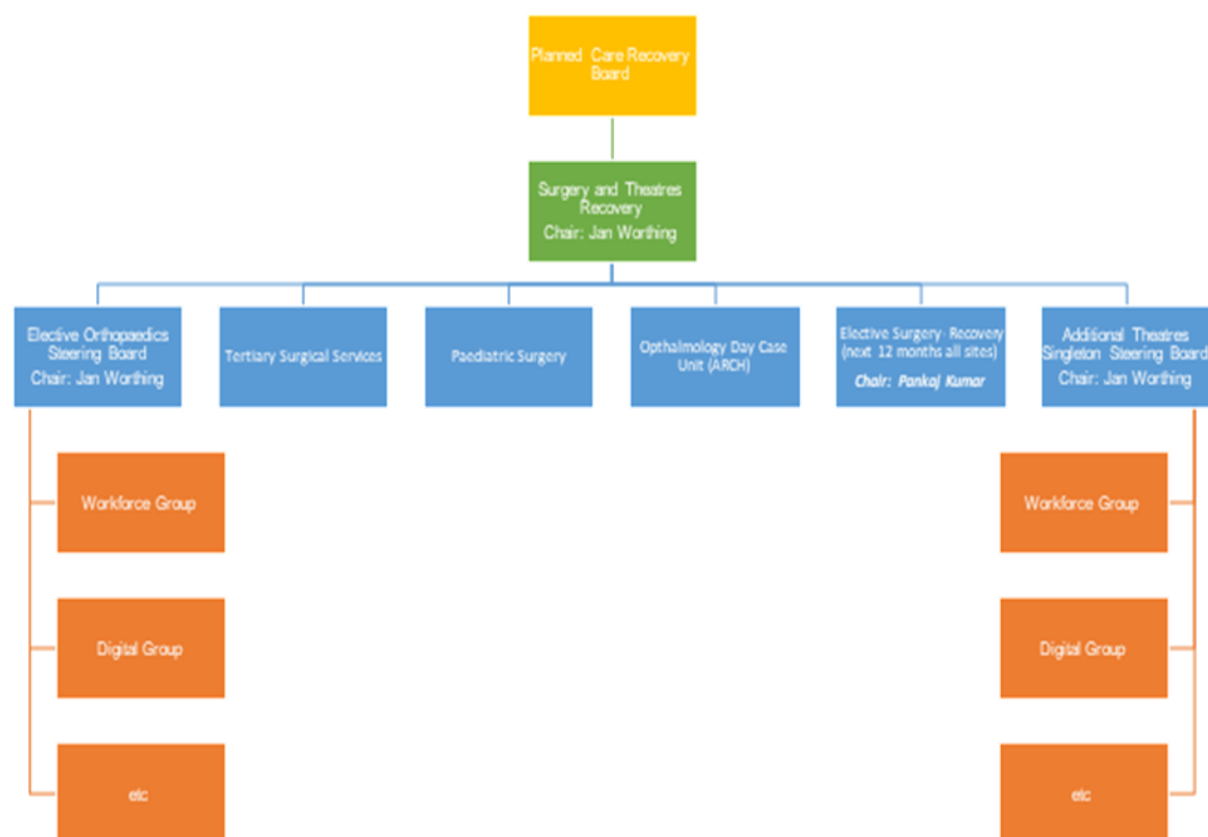 Planned Care Recovery
Board
Surgery and Theatres
Recovery
Chair: Jan Worthing
Elective Orthopaedics
Steering Board
Chair: Jan Worthing
Tertiary Surgical Services
Paediatric Surgery
Opthalmology Day Case
Unit (ARCH)
Elective Surgery - Recovery
(next 12 months all sites)
Chair: Pankaj Kumar
Additional Theatres
Singleton Steering Board
Chair: Jan Worthing
Workforce Group
Workforce Group
Digital Group
Digital Group
etc
etc